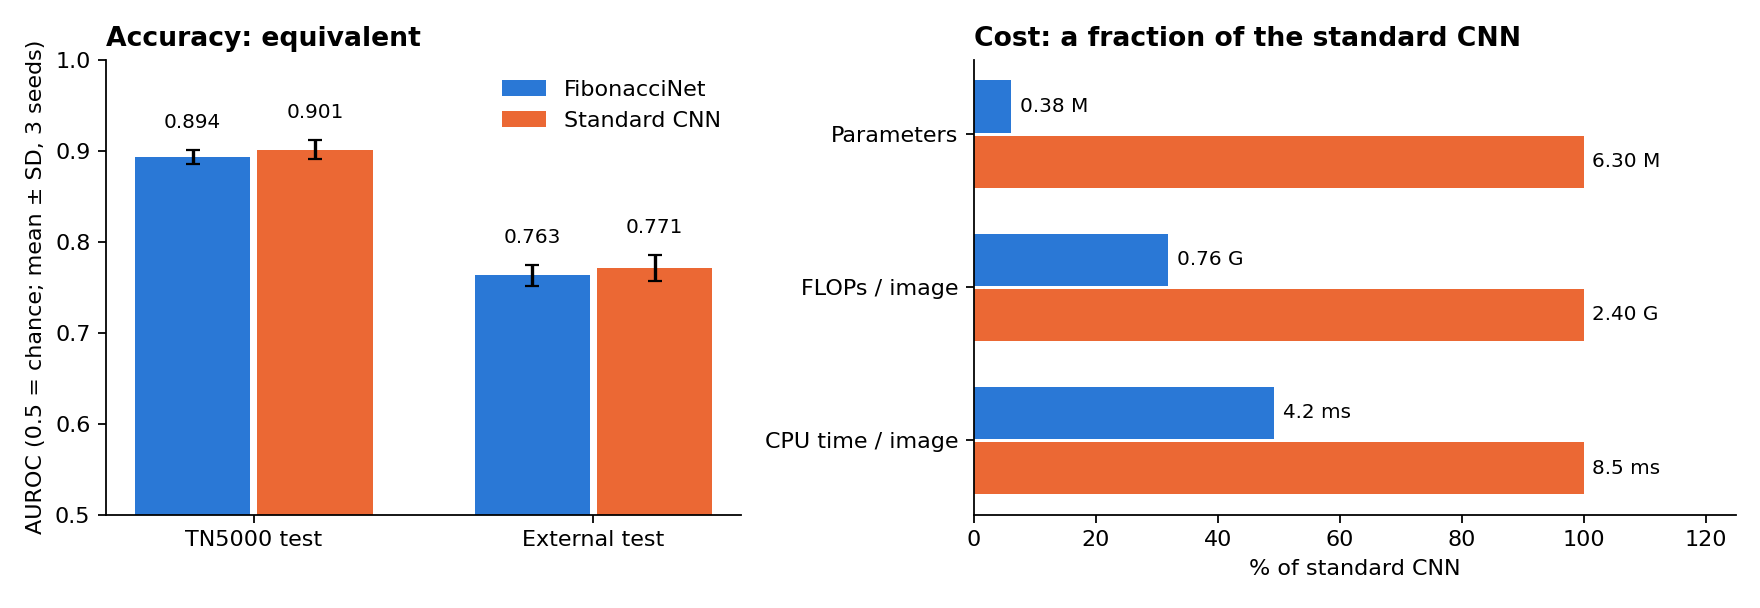 Accuracy: equivalent
AUROC (0.5 = chance; mean ± SD, 3 seeds)
1.0
0.9
0.8
0.7
0.6
0.5
FibonacciNet
Standard CNN
0.894
0.901
0.763
0.771
TN5000 test
External test
Cost: a fraction of the standard CNN
Parameters
0.38 M
6.30 M
FLOPs / image
0.76 G
2.40 G
CPU time / image
4.2 ms
8.5 ms
0 20 40 60 80 100 120
% of standard CNN